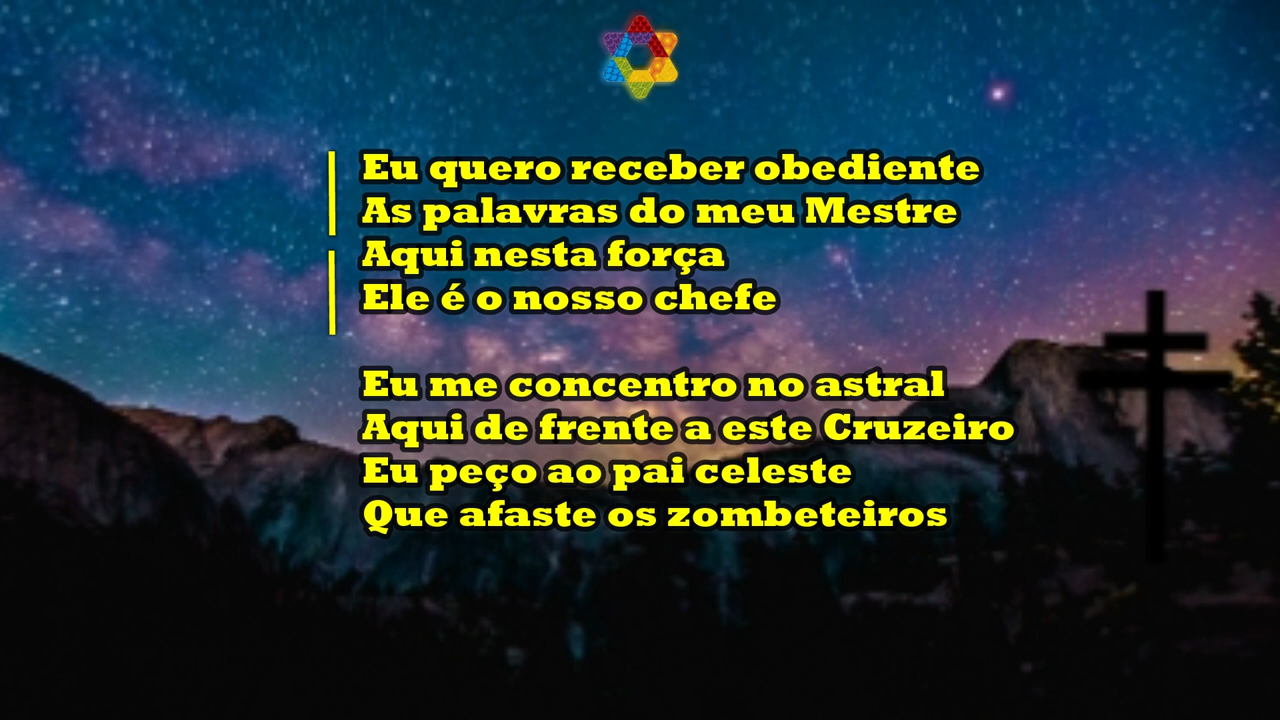 Eu quero receber obediente
As palavras do meu Mestre
Aqui nesta força
Ele é o nosso chefe
Eu me concentro no astral
Aqui de frente a este Cruzeiro
Eu peço ao pai celeste
Que afaste os zombeteiros